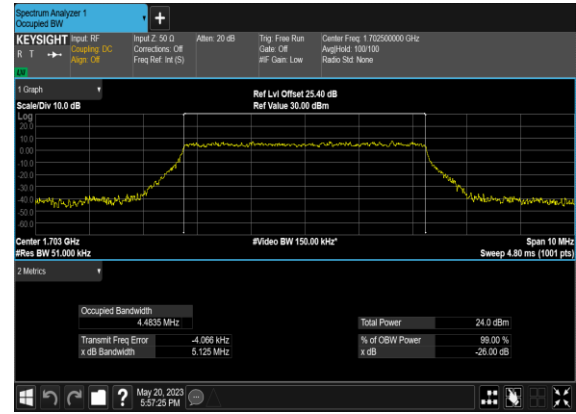 Spectrum Analyzer 1
Occupied BW
+
KEYSIGHT Input: RF Input Z: 50 Ω Atten: 20 dB Trig: Free Run Center Freq: 1.702500000 GHz
R T Coupling: DC Corrections: Off Gate: Off Avg|Hold: 100/100
Align: Off Freq Ref: Int (S) #IF Gain: Low Radio Std: None
LW
1 Graph
Ref Lvl Offset 25.40 dB
Scale/Div 10.0 dB Ref Value 30.00 dBm
Log
20.0
10.0
0.00
-10.0
-20.0
-30.0
-40.0
-50.0
-60.0
Center 1.703 GHz #Video BW 150.00 kHz* Span 10 MHz
#Res BW 51.000 kHz Sweep 4.80 ms (1001 pts)
2 Metrics
Occupied Bandwidth
4.4835 MHz Total Power 24.0 dBm
Transmit Freq Error -4.066 kHz % of OBW Power 99.00 %
x dB Bandwidth 5.125 MHz x dB -26.00 dB
? May 20, 2023
5:57:25 PM